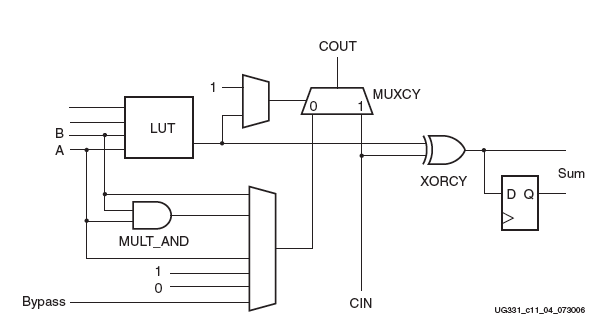 COUT
1
MUXCY
0 1
LUT
B
A
XORCY
Sum
D Q
MULT_AND
1
0
Bypass
CIN
UG331_c11_04_073006